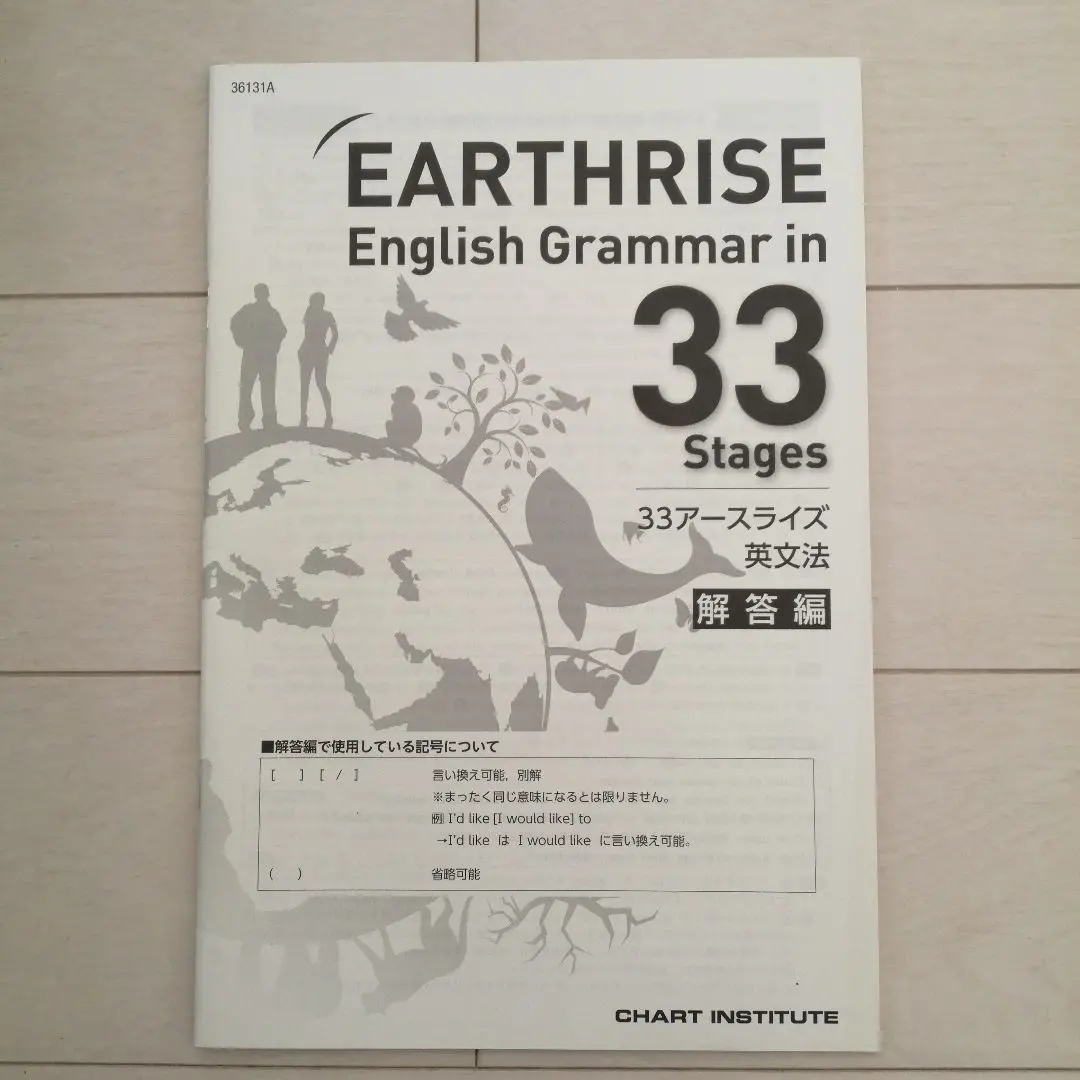 36131A
EARTHRISE
English Grammar in
33
Stages
33アースライズ
英文法
解答編
■解答編で使用している記号について
[ ] [ / ] 言い換え可能，別解
※まったく同じ意味になるとは限りません。
例 I'd like [I would like] to
→I'd like は I would like に言い換え可能。
( ) 省略可能
CHART INSTITUTE